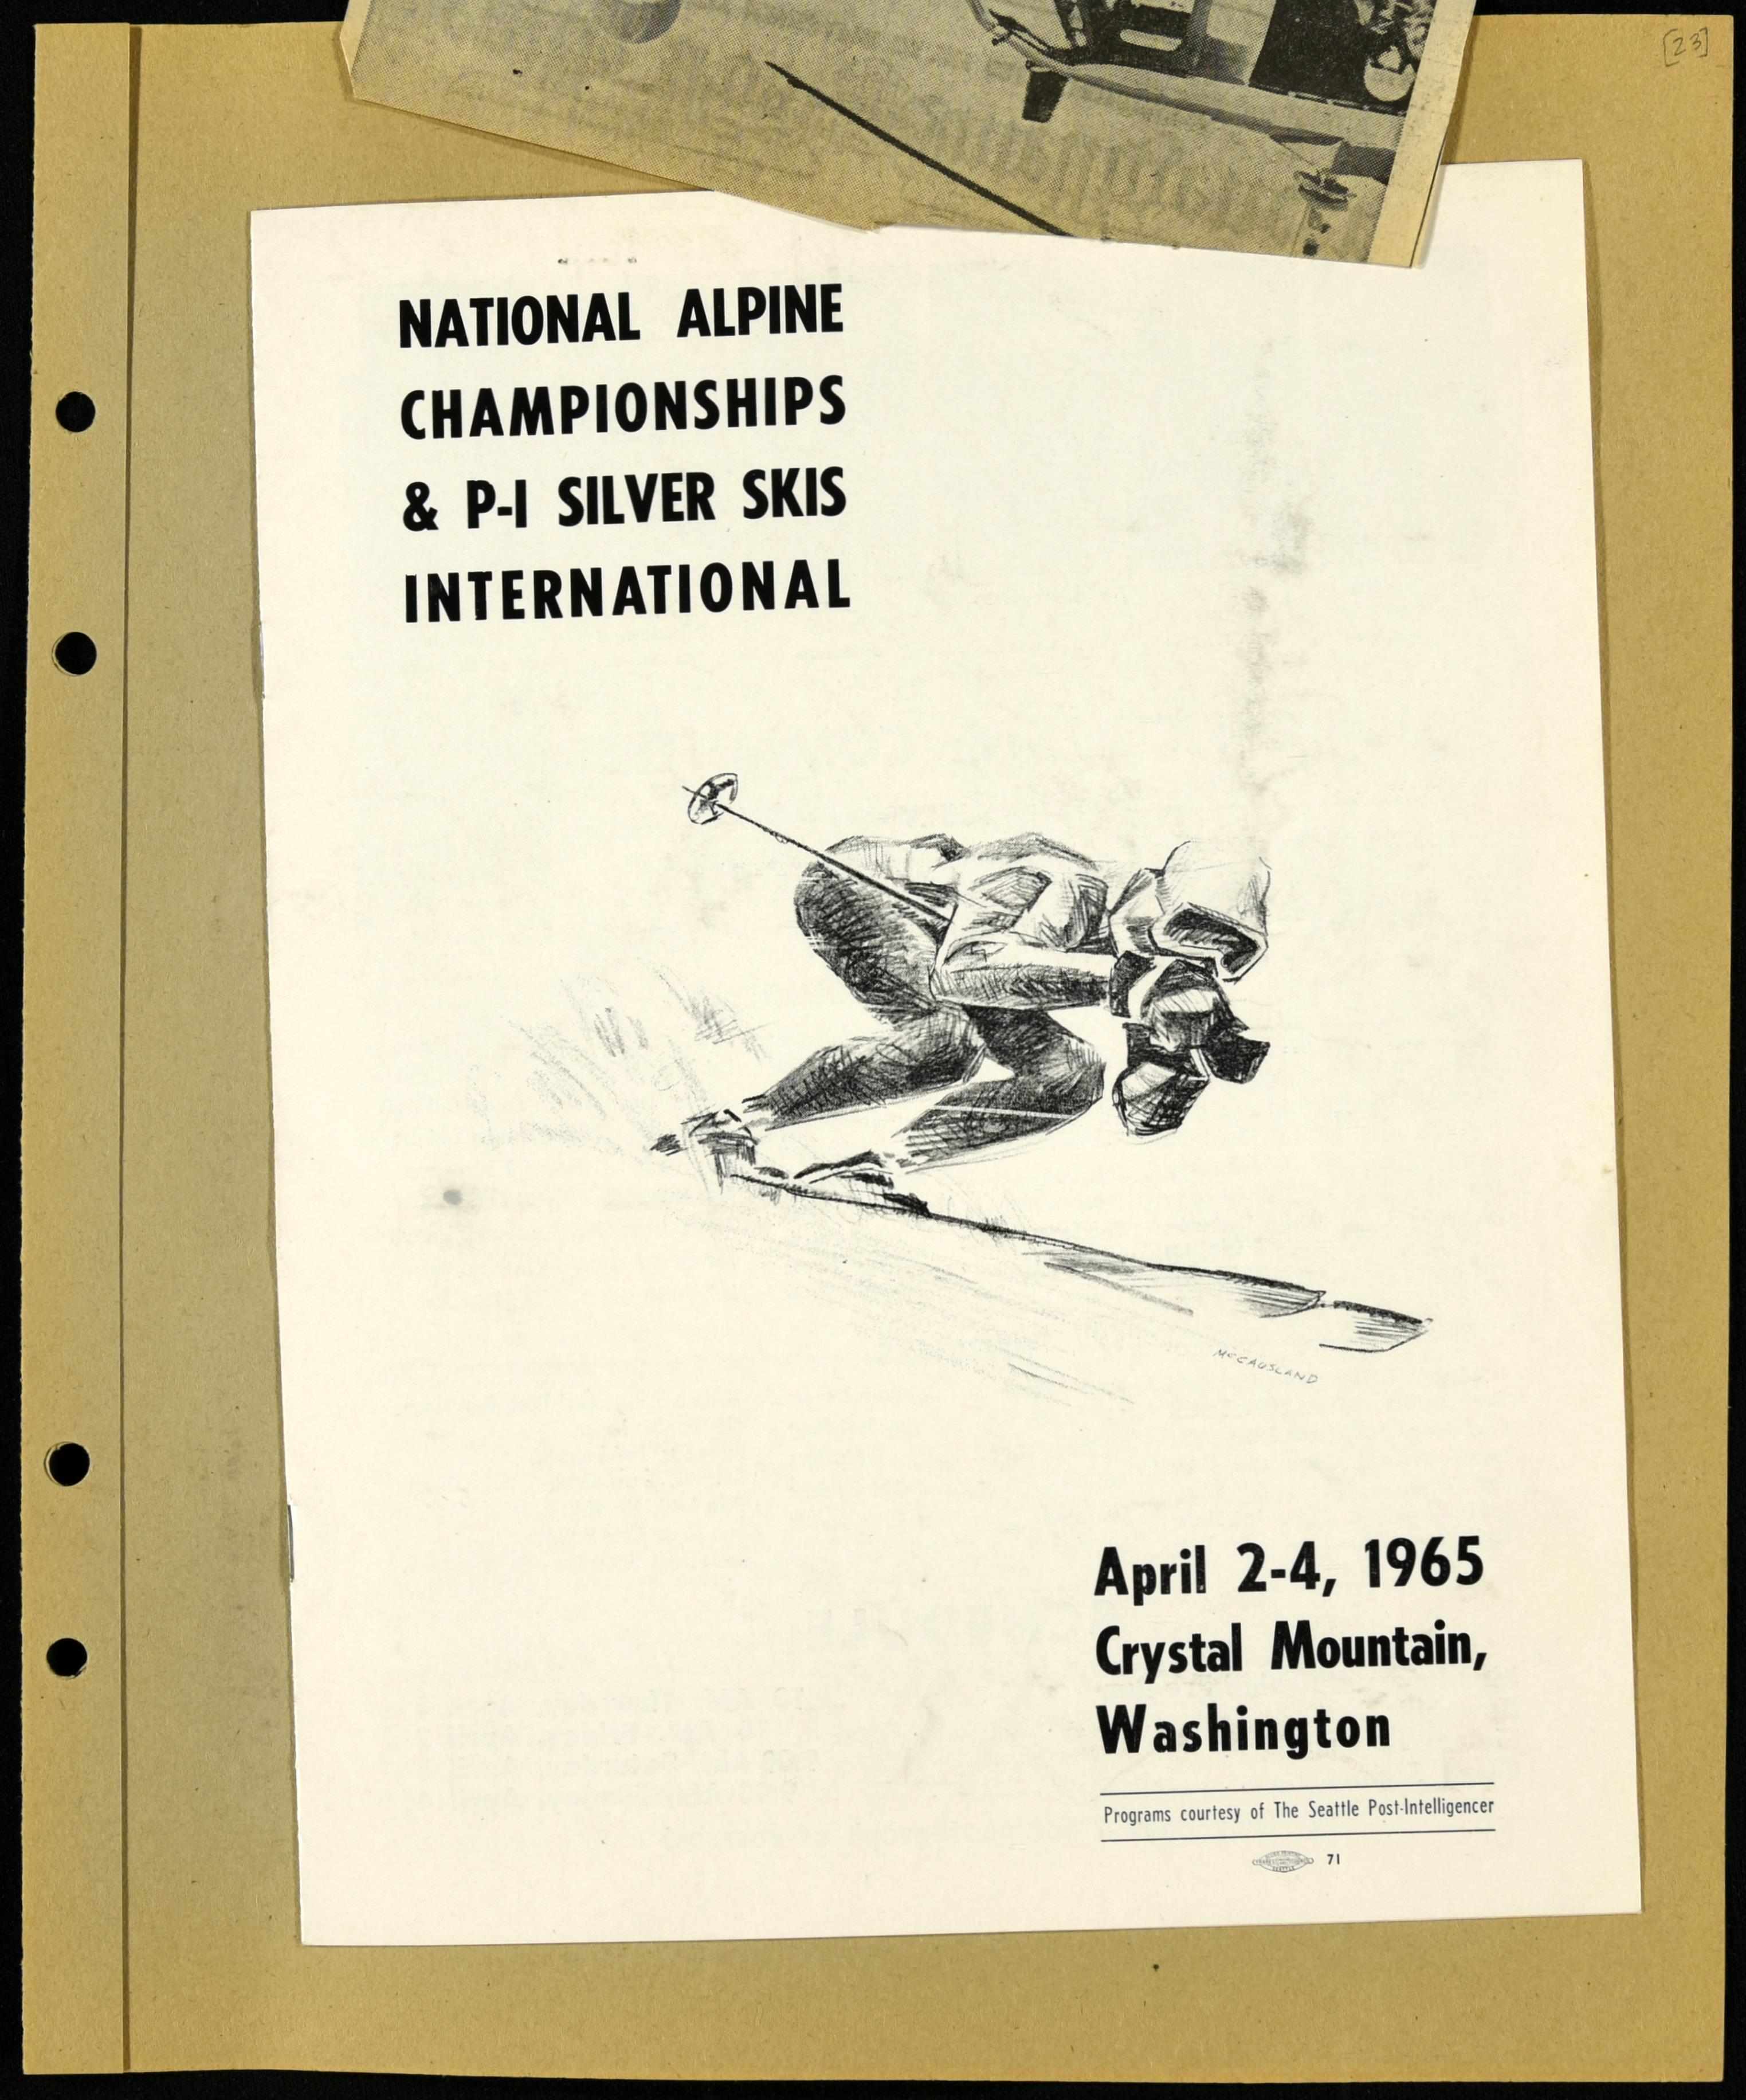 [23]
NATIONAL ALPINE
CHAMPIONSHIPS
& P-I SILVER SKIS
INTERNATIONAL
McCAUSLAND
April 2-4, 1965
Crystal Mountain,
Washington
Programs courtesy of The Seattle Post-Intelligencer
71